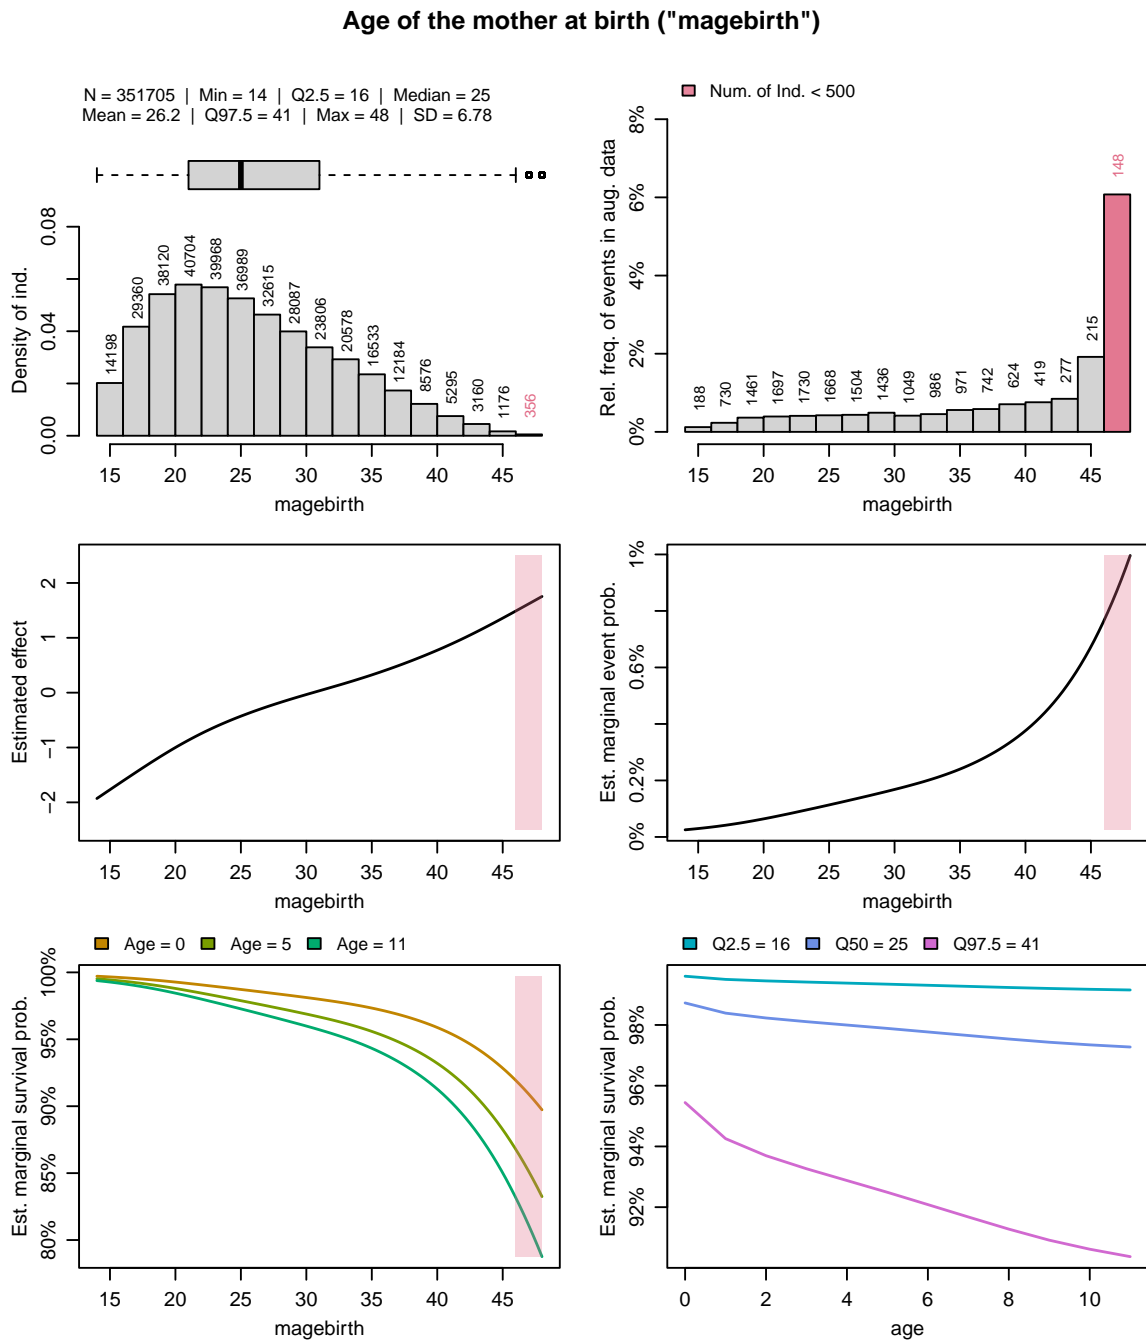 Age of the mother at birth ("magebirth")
N = 351705 | Min = 14 | Q2.5 = 16 | Median = 25
Mean = 26.2 | Q97.5 = 41 | Max = 48 | SD = 6.78
Density of ind.
0.00 0.04 0.08
14198 29360 38120 40704 39968 36989 32615 28087 23806 20578 16533 12184 8576 5295 3160 1176 356
15 20 25 30 35 40 45
magebirth
Num. of Ind. < 500
Rel. freq. of events in aug. data
0% 2% 4% 6% 8%
188 730 1461 1697 1730 1668 1504 1436 1049 986 971 742 624 419 277 215 148
15 20 25 30 35 40 45
magebirth
Estimated effect
−2 −1 0 1 2
15 20 25 30 35 40 45
magebirth
Est. marginal event prob.
0% 0.2% 0.6% 1%
15 20 25 30 35 40 45
magebirth
Age = 0 Age = 5 Age = 11
Est. marginal survival prob.
80% 85% 90% 95% 100%
15 20 25 30 35 40 45
magebirth
Q2.5 = 16 Q50 = 25 Q97.5 = 41
Est. marginal survival prob.
92% 94% 96% 98%
0 2 4 6 8 10
age